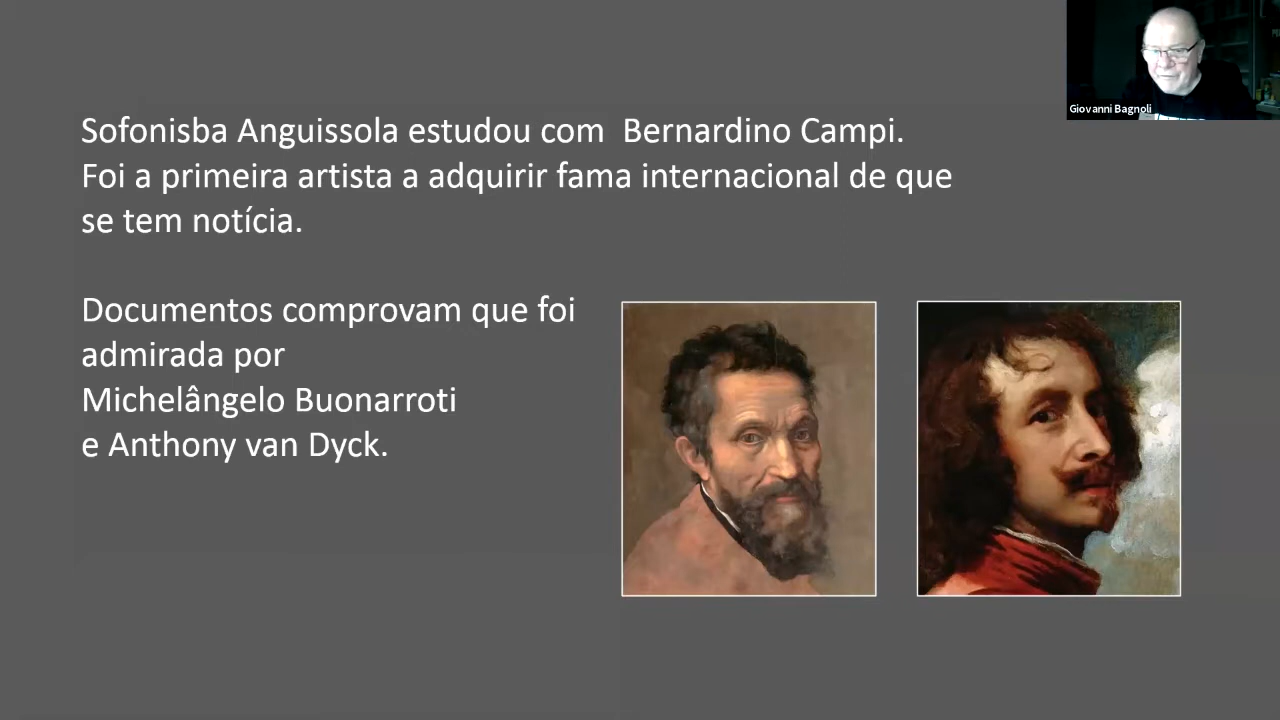 Giovanni Bagnoli
Sofonisba Anguissola estudou com Bernardino Campi.
Foi a primeira artista a adquirir fama internacional de que
se tem notícia.
Documentos comprovam que foi
admirada por
Michelângelo Buonarroti
e Anthony van Dyck.